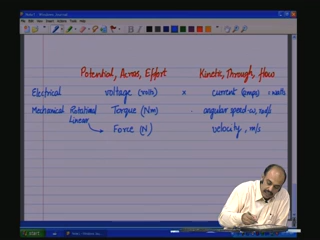 Potential, Across, Effort Kinetic, Through, flow
Electrical voltage (volts) × current (amps) = watts
Mechanical Rotational Torque (Nm) . angular speed-ω, rad/s
Linear Force (N) velocity, m/s